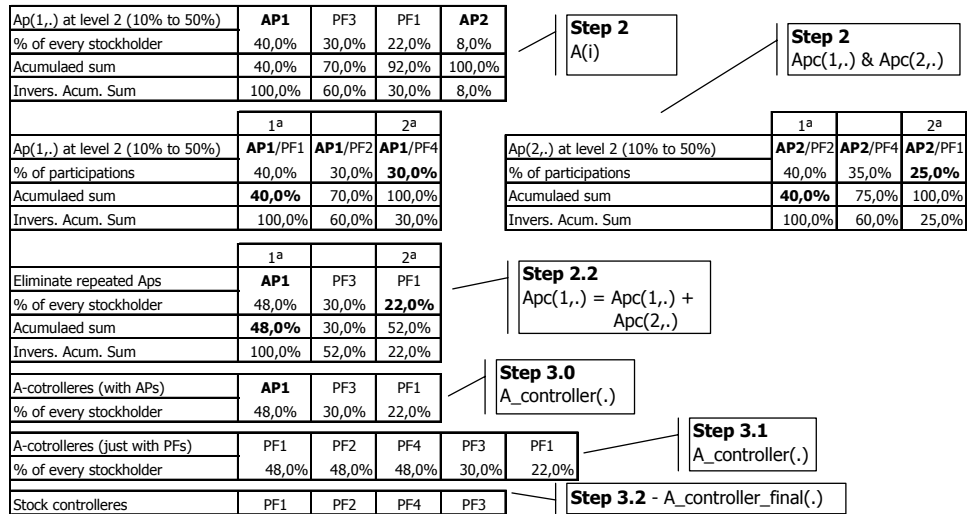 Ap(1,.) at level 2 (10% to 50%) AP1 PF3 PF1 AP2
% of every stockholder 40,0% 30,0% 22,0% 8,0%
Acumulaed sum 40,0% 70,0% 92,0% 100,0%
Invers. Acum. Sum 100,0% 60,0% 30,0% 8,0%
Step 2
A(i)
Step 2
Apc(1,.) & Apc(2,.)
1ª 2ª
Ap(1,.) at level 2 (10% to 50%) AP1/PF1 AP1/PF2 AP1/PF4
% of participations 40,0% 30,0% 30,0%
Acumulaed sum 40,0% 70,0% 100,0%
Invers. Acum. Sum 100,0% 60,0% 30,0%
1ª 2ª
Ap(2,.) at level 2 (10% to 50%) AP2/PF2 AP2/PF4 AP2/PF1
% of participations 40,0% 35,0% 25,0%
Acumulaed sum 40,0% 75,0% 100,0%
Invers. Acum. Sum 100,0% 60,0% 25,0%
1ª 2ª
Eliminate repeated Aps AP1 PF3 PF1
% of every stockholder 48,0% 30,0% 22,0%
Acumulaed sum 48,0% 30,0% 52,0%
Invers. Acum. Sum 100,0% 52,0% 22,0%
Step 2.2
Apc(1,.) = Apc(1,.) +
Apc(2,.)
A-cotrolleres (with APs) AP1 PF3 PF1
% of every stockholder 48,0% 30,0% 22,0%
Step 3.0
A_controller(.)
A-cotrolleres (just with PFs) PF1 PF2 PF4 PF3 PF1
% of every stockholder 48,0% 48,0% 48,0% 30,0% 22,0%
Step 3.1
A_controller(.)
Stock controlleres PF1 PF2 PF4 PF3
Step 3.2 - A_controller_final(.)